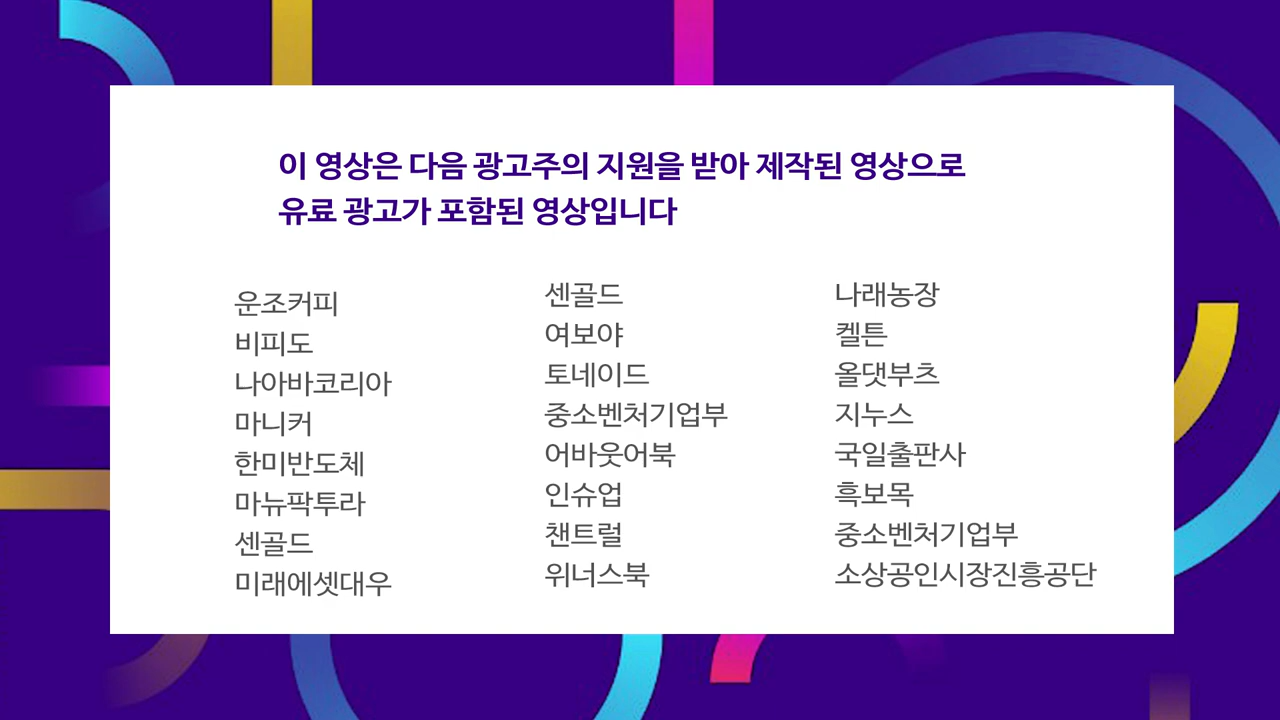 이 영상은 다음 광고주의 지원을 받아 제작된 영상으로
유료 광고가 포함된 영상입니다
운조커피
비피도
나아바코리아
마니커
한미반도체
마뉴팍투라
센골드
미래에셋대우
센골드
여보야
토네이드
중소벤처기업부
어바웃어북
인슈업
챈트럴
위너스북
나래농장
켈튼
올댓부츠
지누스
국일출판사
흑보목
중소벤처기업부
소상공인시장진흥공단